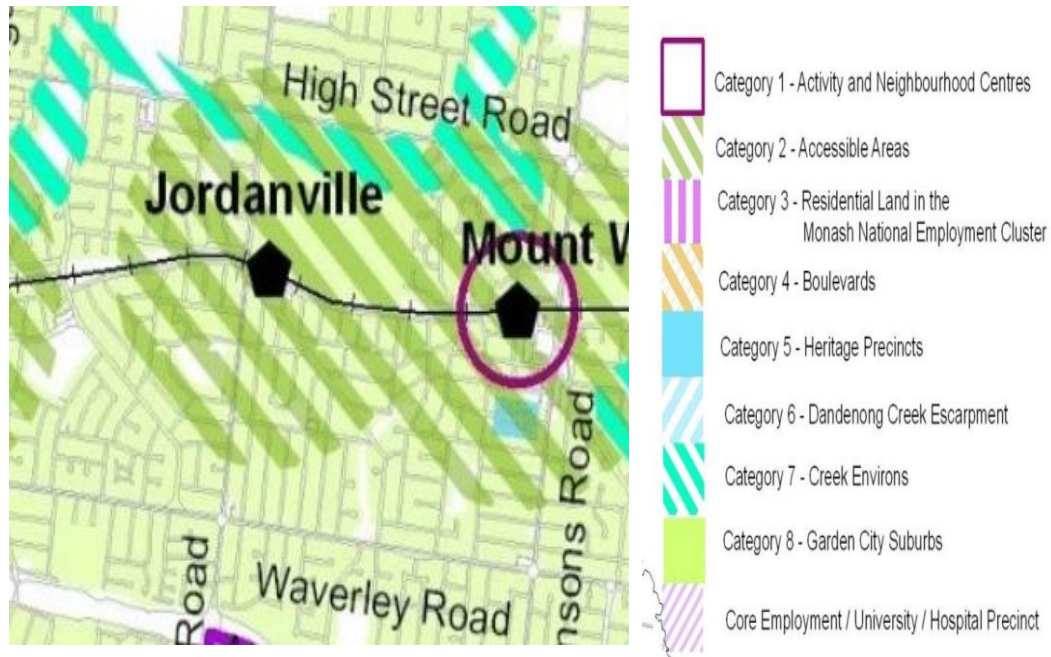 High Street Road
Jordanville
Mount W
nsons Road
Road
Waverley Road
Category 1 - Activity and Neighbourhood Centres
Category 2 - Accessible Areas
Category 3 - Residential Land in the
Monash National Employment Cluster
Category 4 - Boulevards
Category 5 - Heritage Precincts
Category 6 - Dandenong Creek Escarpment
Category 7 - Creek Environs
Category 8 - Garden City Suburbs
Core Employment / University / Hospital Precinct